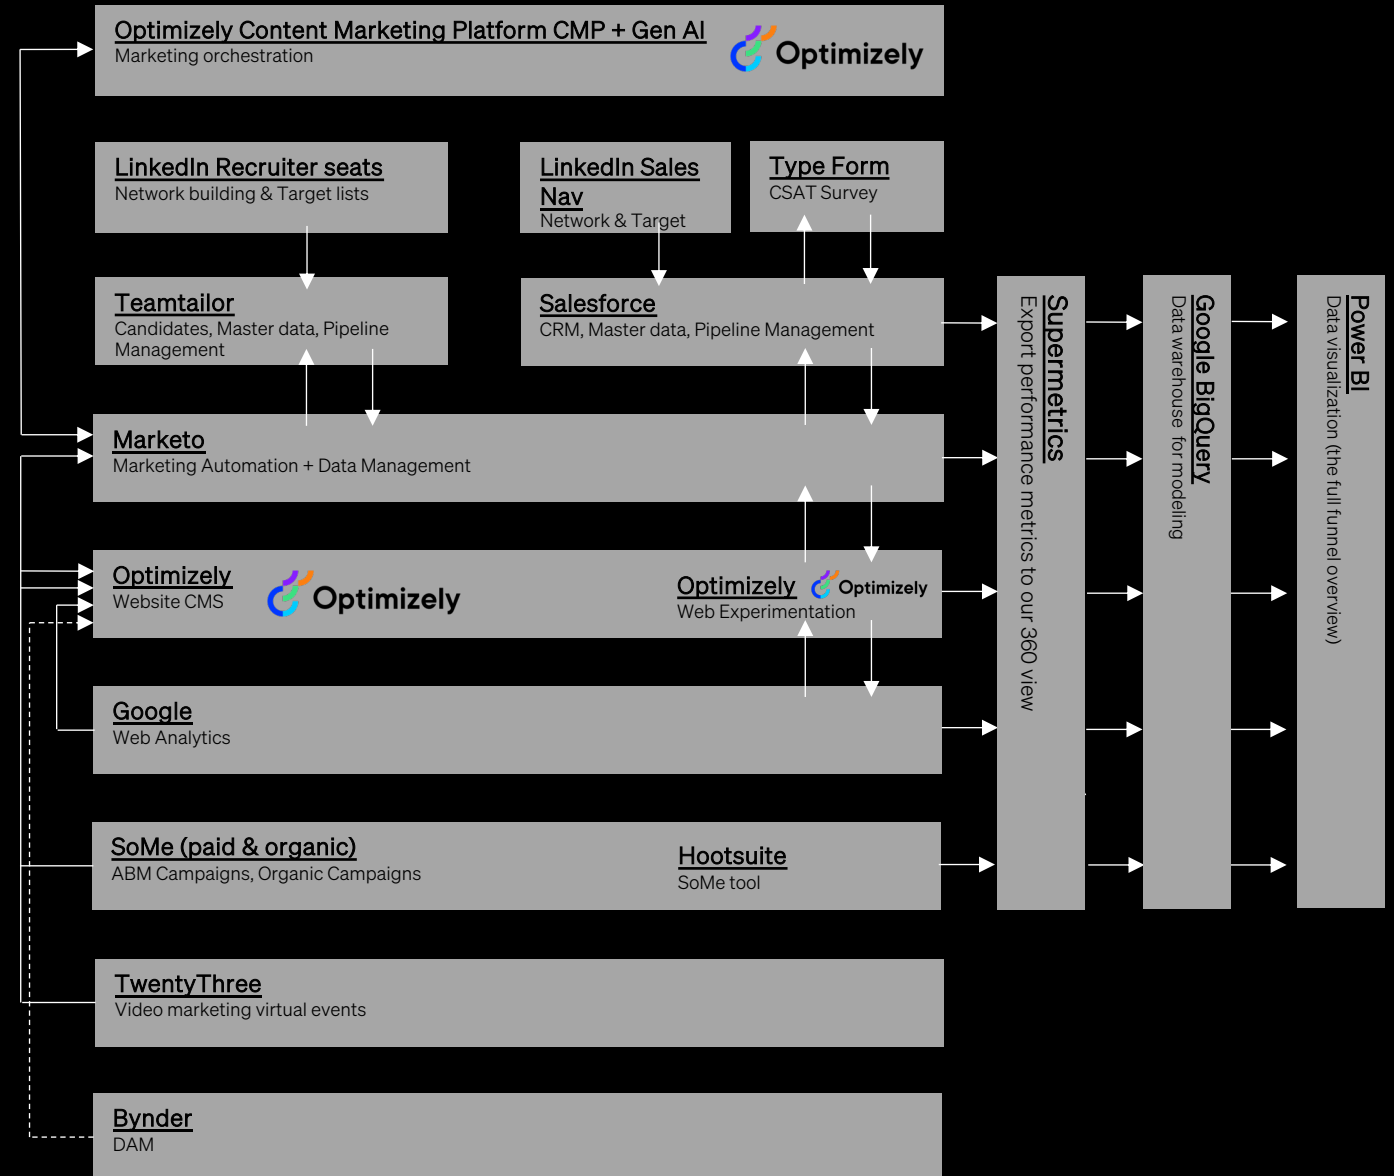 Optimizely Content Marketing Platform CMP + Gen AI
Marketing orchestration
Optimizely
LinkedIn Recruiter seats
Network building & Target lists
LinkedIn Sales
Nav
Network & Target
Type Form
CSAT Survey
Teamtailor
Candidates, Master data, Pipeline
Management
Salesforce
CRM, Master data, Pipeline Management
Marketo
Marketing Automation + Data Management
Optimizely
Website CMS
Optimizely
Optimizely
Web Experimentation
Optimizely
Google
Web Analytics
SoMe (paid & organic)
ABM Campaigns, Organic Campaigns
Hootsuite
SoMe tool
TwentyThree
Video marketing virtual events
Bynder
DAM
Supermetrics
Export performance metrics to our 360 view
Google BigQuery
Data warehouse for modeling
Power BI
Data visualization (the full funnel overview)